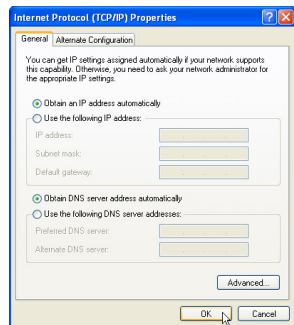 Internet Protocol (TCP/IP) Properties
General
Alternate Configuration
You can get IP settings assigned automatically if your network supports
this capability. Otherwise, you need to ask your network administrator for
the appropriate IP settings.
Obtain an IP address automatically
Use the following IP address:
IP address:
Subnet mask:
Default gateway:
Obtain DNS server address automatically
Use the following DNS server addresses:
Preferred DNS server:
Alternate DNS server:
Advanced...
OK
Cancel